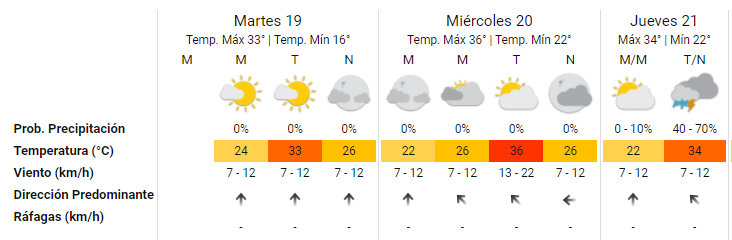 Martes 19 Miércoles 20 Jueves 21
Temp. Máx 33° | Temp. Mín 16° Temp. Máx 36° | Temp. Mín 22° Máx 34° | Mín 22°
M M T N M M T N M/M T/N
Prob. Precipitación 0% 0% 0% 0% 0% 0% 0% 0 - 10% 40 - 70%
Temperatura (°C) 24 33 26 22 26 36 26 22 34
Viento (km/h) 7 - 12 7 - 12 7 - 12 7 - 12 7 - 12 13 - 22 7 - 12 7 - 12 7 - 12
Dirección Predominante
Ráfagas (km/h)
- - - - - - - - -